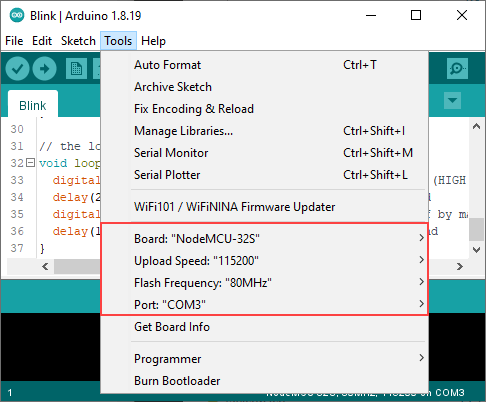 Blink | Arduino 1.8.19
File Edit Sketch Tools Help
Auto Format Ctrl+T
Archive Sketch
Fix Encoding & Reload
Manage Libraries... Ctrl+Shift+I
Serial Monitor Ctrl+Shift+M
Serial Plotter Ctrl+Shift+L
WiFi101 / WiFiNINA Firmware Updater
Board: "NodeMCU-32S"
Upload Speed: "115200"
Flash Frequency: "80MHz"
Port: "COM3"
Get Board Info
Programmer
Burn Bootloader
Blink
30
31 // the lo
32 void loop
33 digital (HIGH
34 delay(2 d
35 digital f by ma
36 delay(1 nd
37 }
1